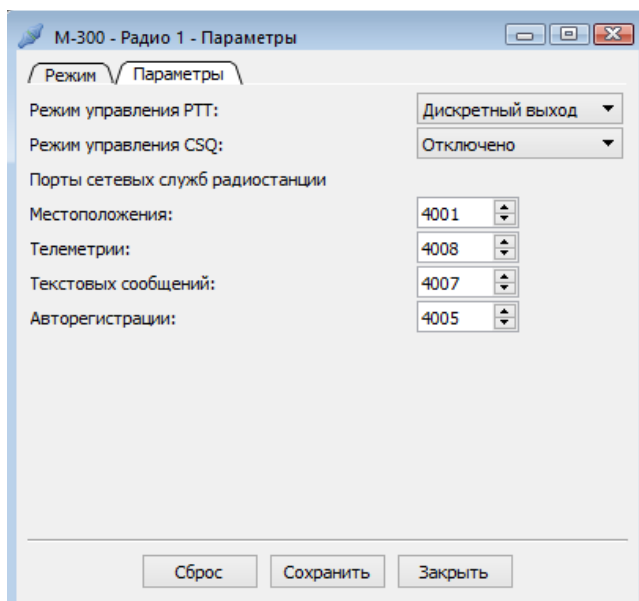 М-300 - Радио 1 - Параметры
Режим Параметры
Режим управления PTT: Дискретный выход
Режим управления CSQ: Отключено
Порты сетевых служб радиостанции
Местоположения: 4001
Телеметрии: 4008
Текстовых сообщений: 4007
Авторегистрации: 4005
Сброс Сохранить Закрыть